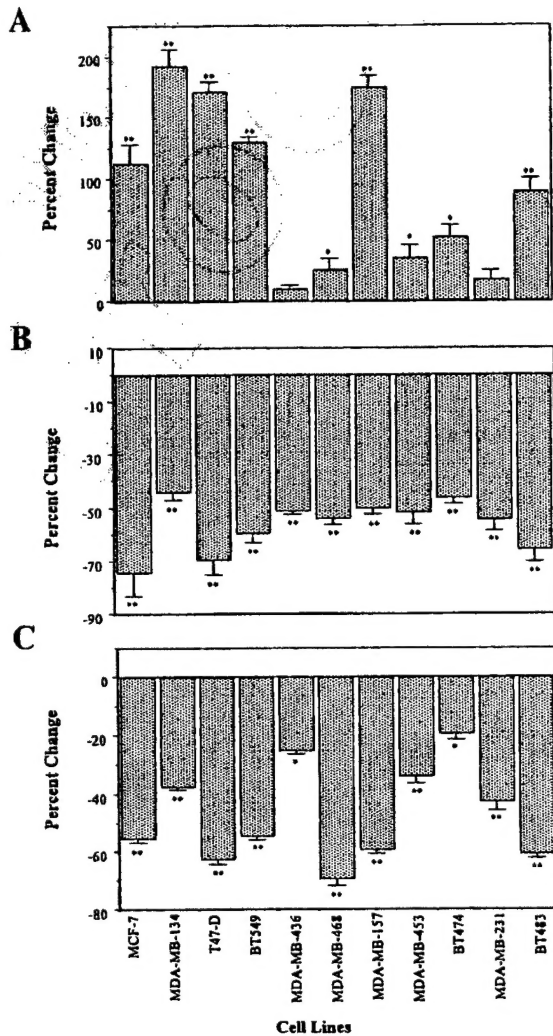 A
Percent Change
200
150
100
50
0
** ** ** ** * ** * * **
B
Percent Change
10
-10
-30
-50
-70
-90
** ** ** ** ** ** ** ** ** ** **
C
Percent Change
0
-20
-40
-60
-80
** ** ** ** * ** ** ** * ** **
MCF-7
MDA-MB-134
T47-D
BT549
MDA-MB-436
MDA-MB-468
MDA-MB-157
MDA-MB-453
BT474
MDA-MB-231
BT483
Cell Lines